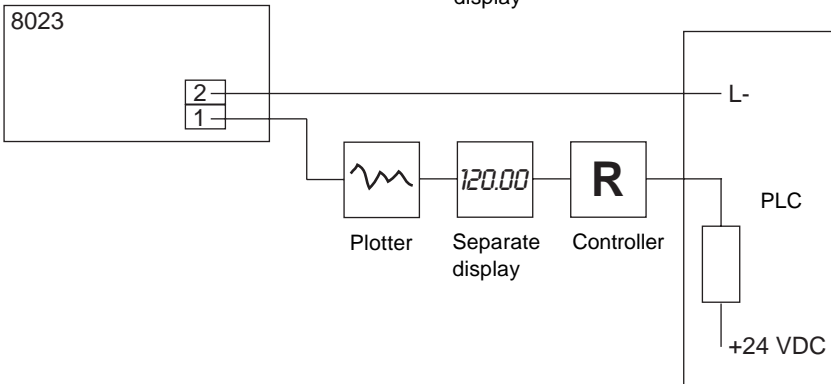 display
8023
2
1
L-
120.00
R
PLC
Plotter
Separate
display
Controller
+24 VDC